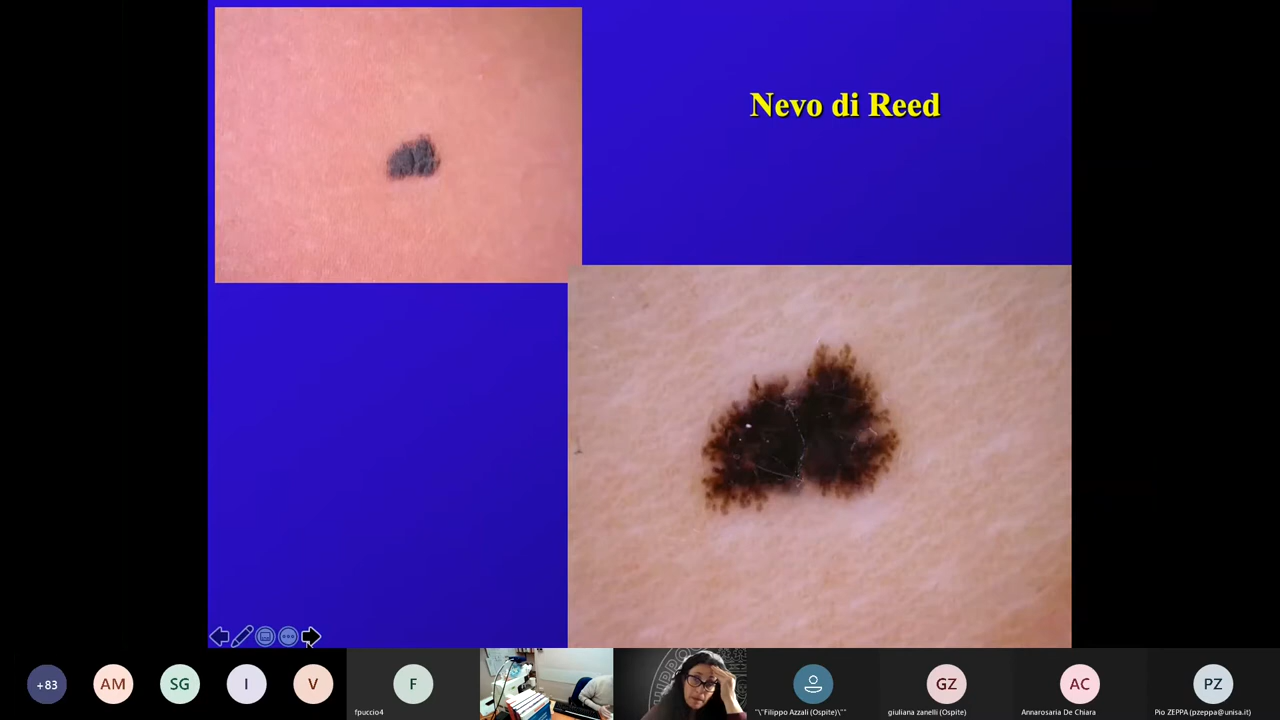 Nevo di Reed
+83
AM
SG
I
V
F
GZ
AC
PZ
fpuccio4
"\"Filippo Azzali (Ospite)\""
giuliana zanelli (Ospite)
Annarosaria De Chiara
Pio ZEPPA (pzeppa@unisa.it)